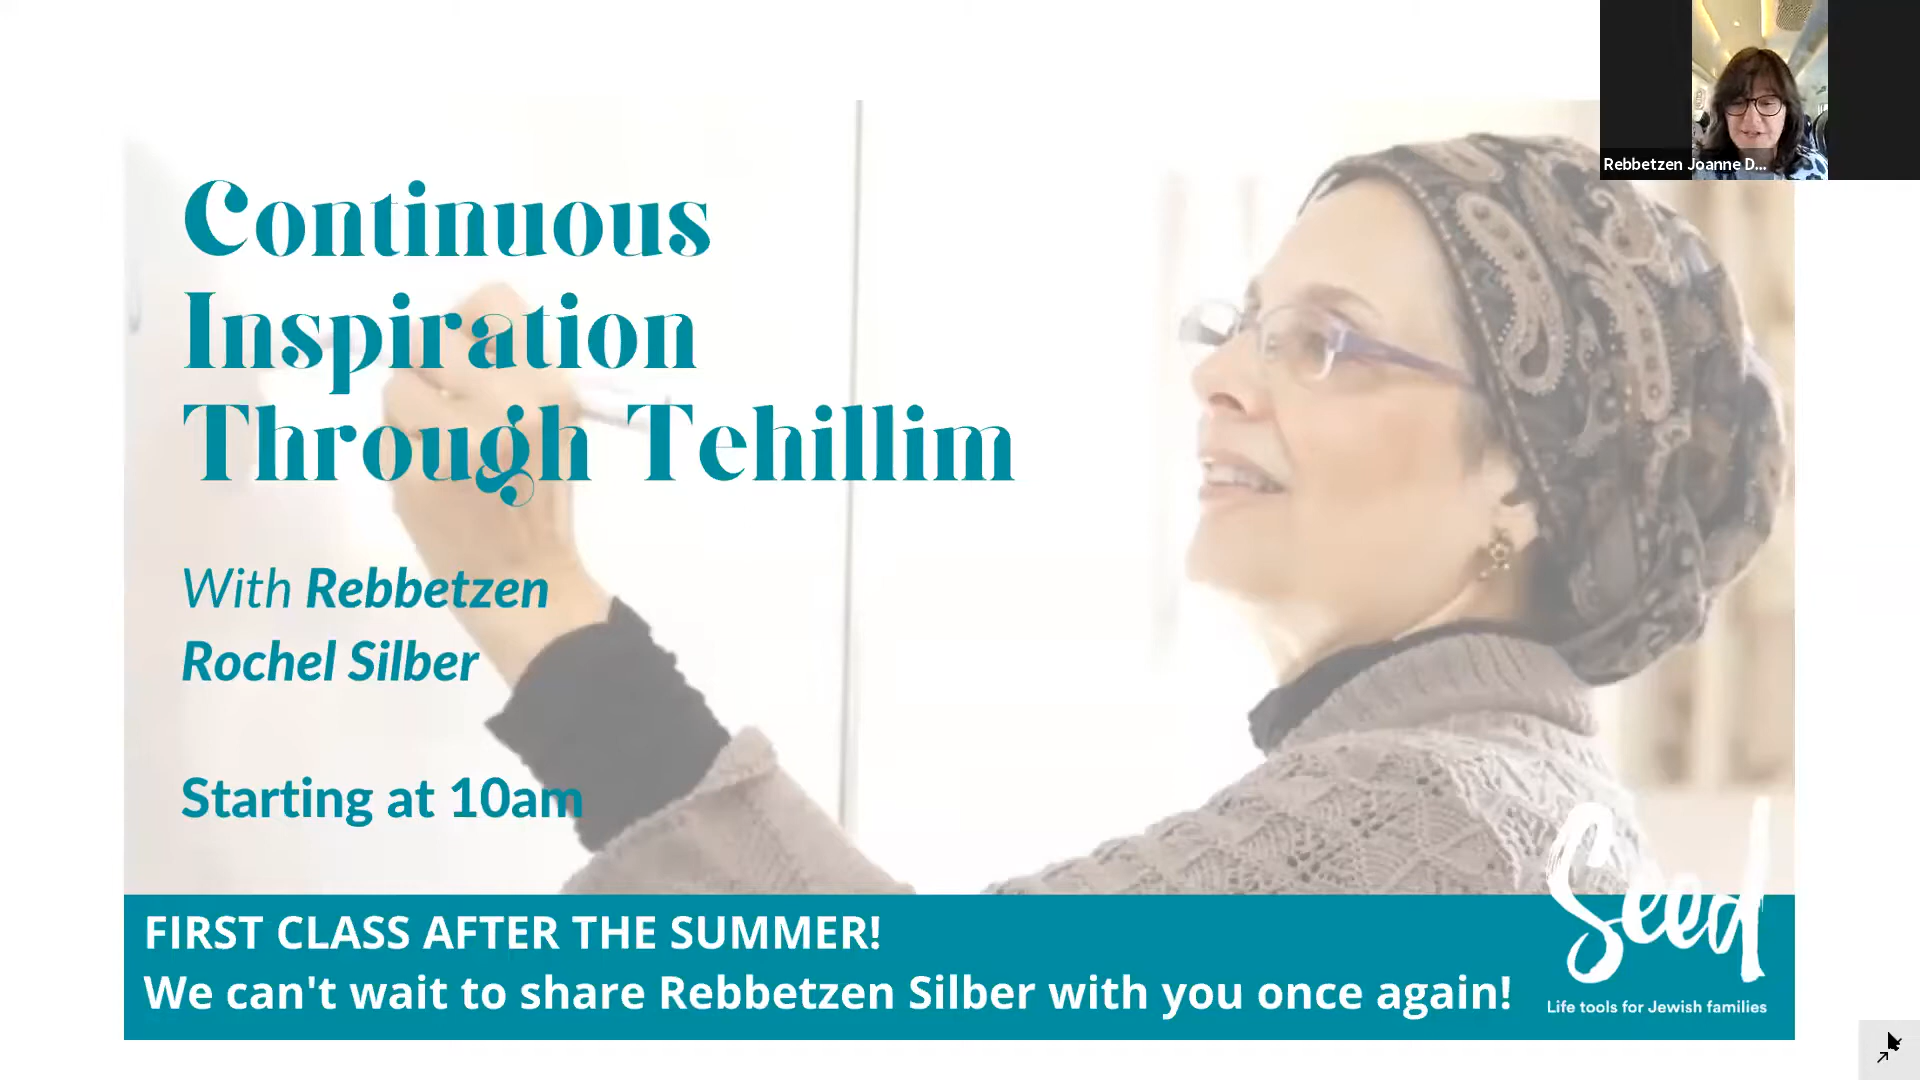 Rebbetzen Joanne D...
Continuous
Inspiration
Through Tehillim
With Rebbetzen
Rochel Silber
Starting at 10am
FIRST CLASS AFTER THE SUMMER!
We can't wait to share Rebbetzen Silber with you once again!
Seed
Life tools for Jewish families